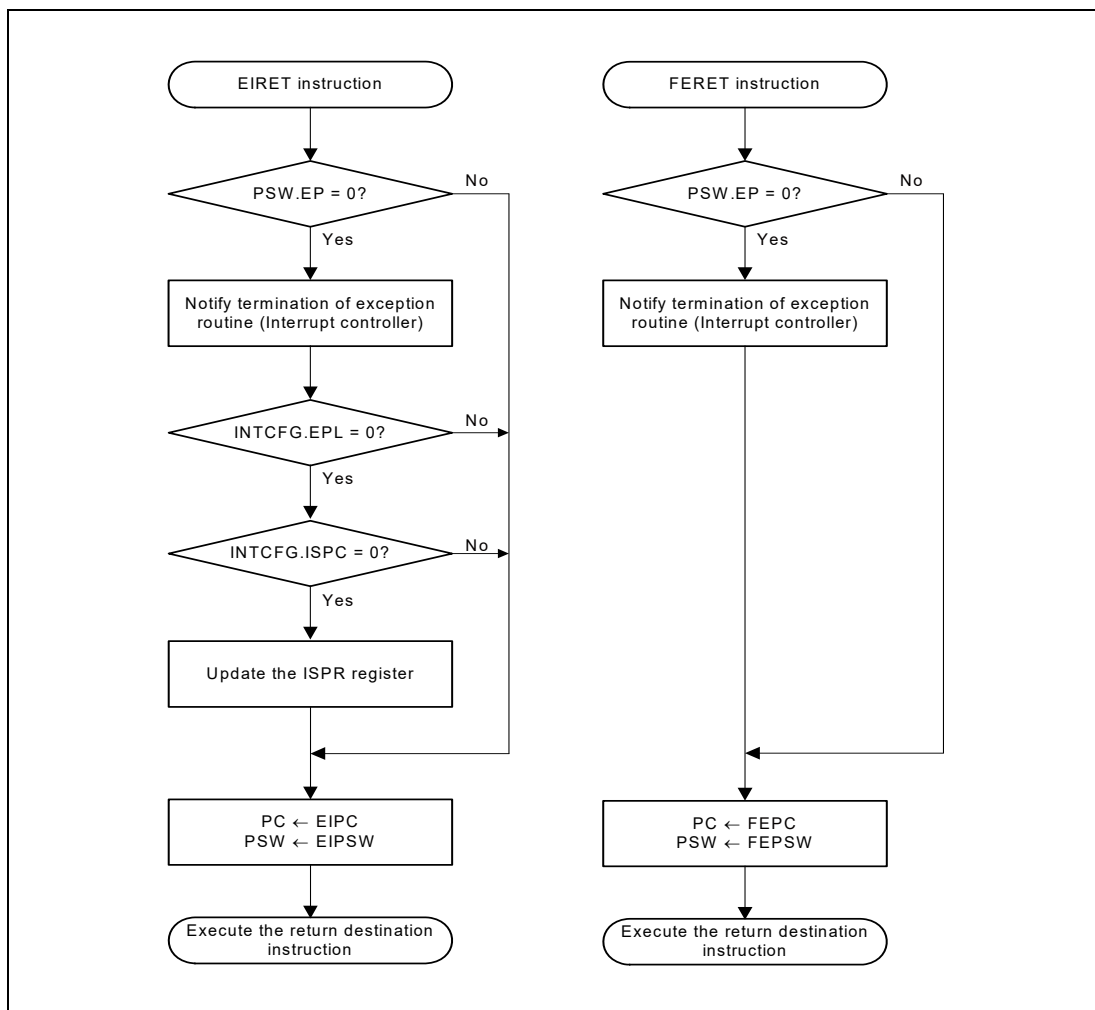 EIRET instruction
PSW.EP = 0?
No
Yes
Notify termination of exception
routine (Interrupt controller)
INTCFG.EPL = 0?
No
Yes
INTCFG.ISPC = 0?
No
Yes
Update the ISPR register
PC ← EIPC
PSW ← EIPSW
Execute the return destination
instruction
FERET instruction
PSW.EP = 0?
No
Yes
Notify termination of exception
routine (Interrupt controller)
PC ← FEPC
PSW ← FEPSW
Execute the return destination
instruction